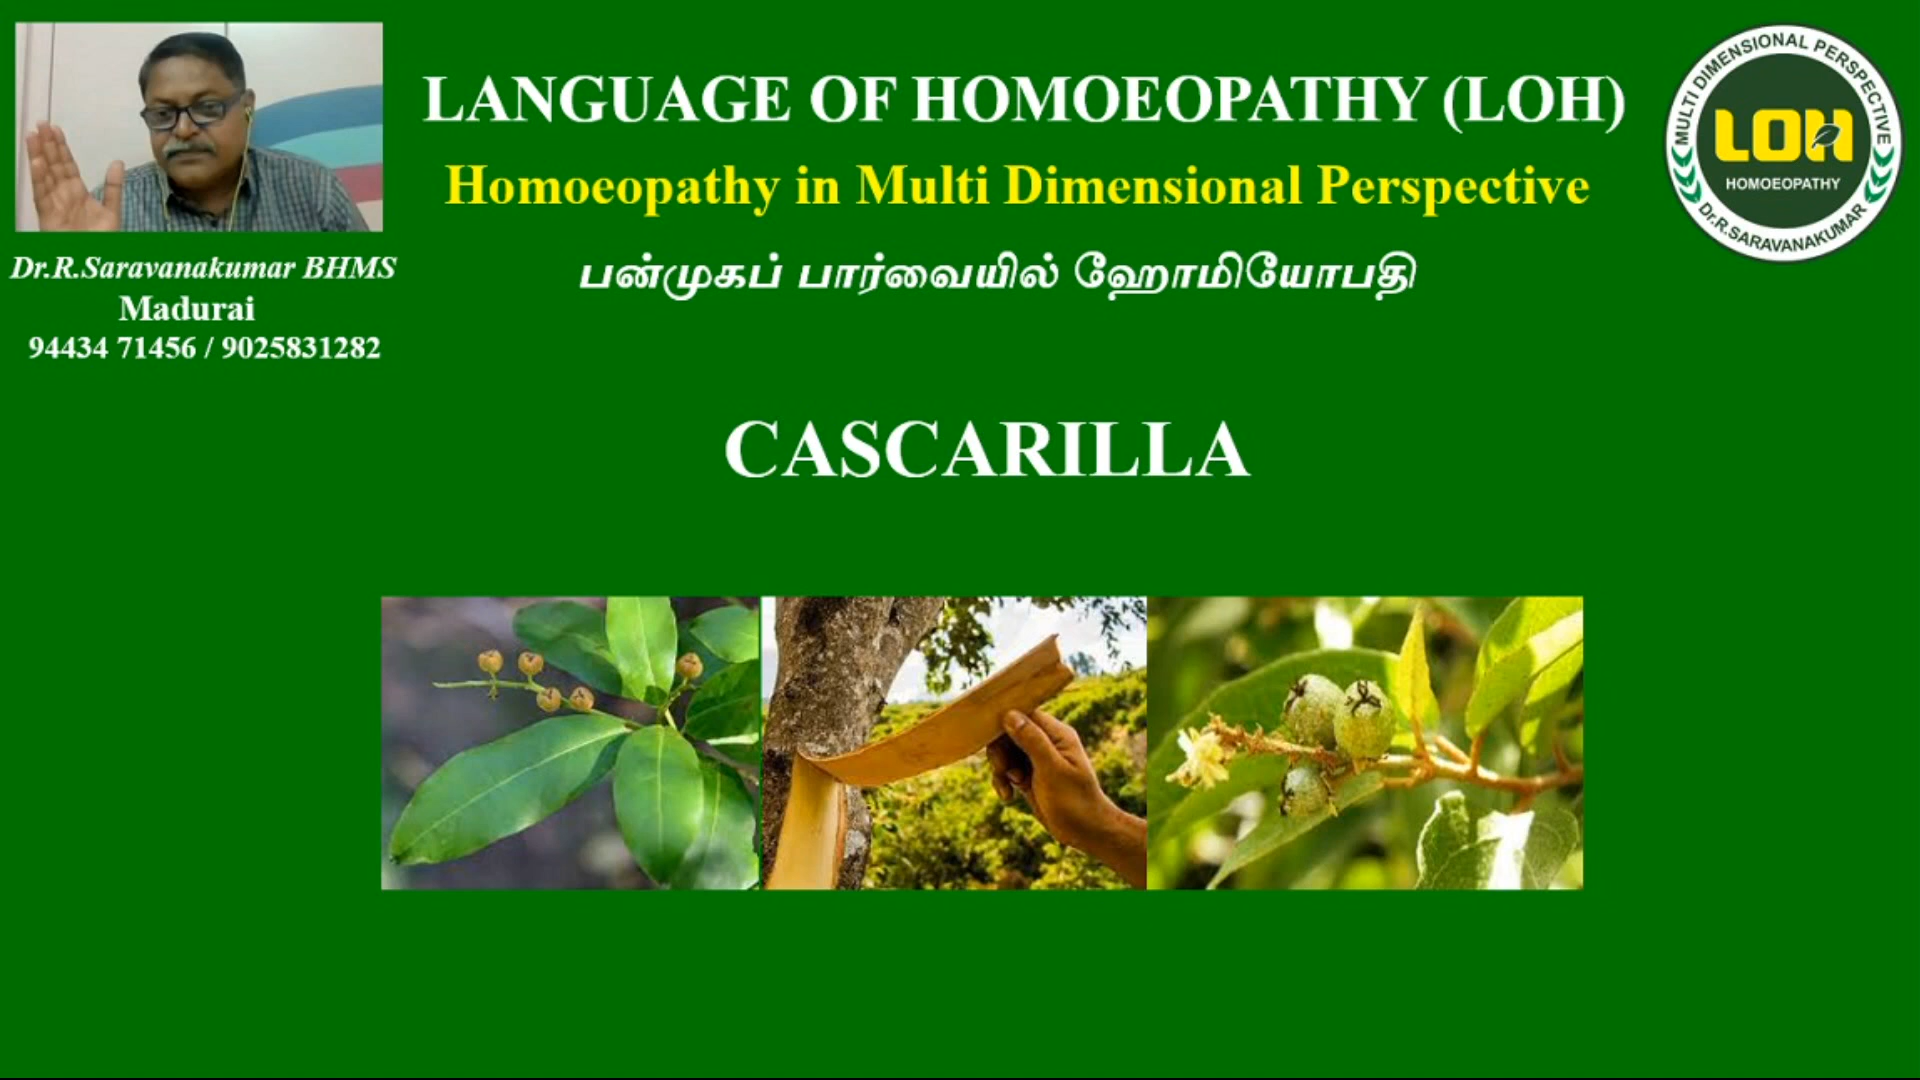 LANGUAGE OF HOMOEOPATHY (LOH)
Homoeopathy in Multi Dimensional Perspective
பன்முகப் பார்வையில் ஹோமியோபதி
Dr.R.Saravanakumar BHMS
Madurai
94434 71456 / 9025831282
MULTI DIMENSIONAL PERSPECTIVE
LOH
HOMOEOPATHY
Dr.R.SARAVANAKUMAR
CASCARILLA